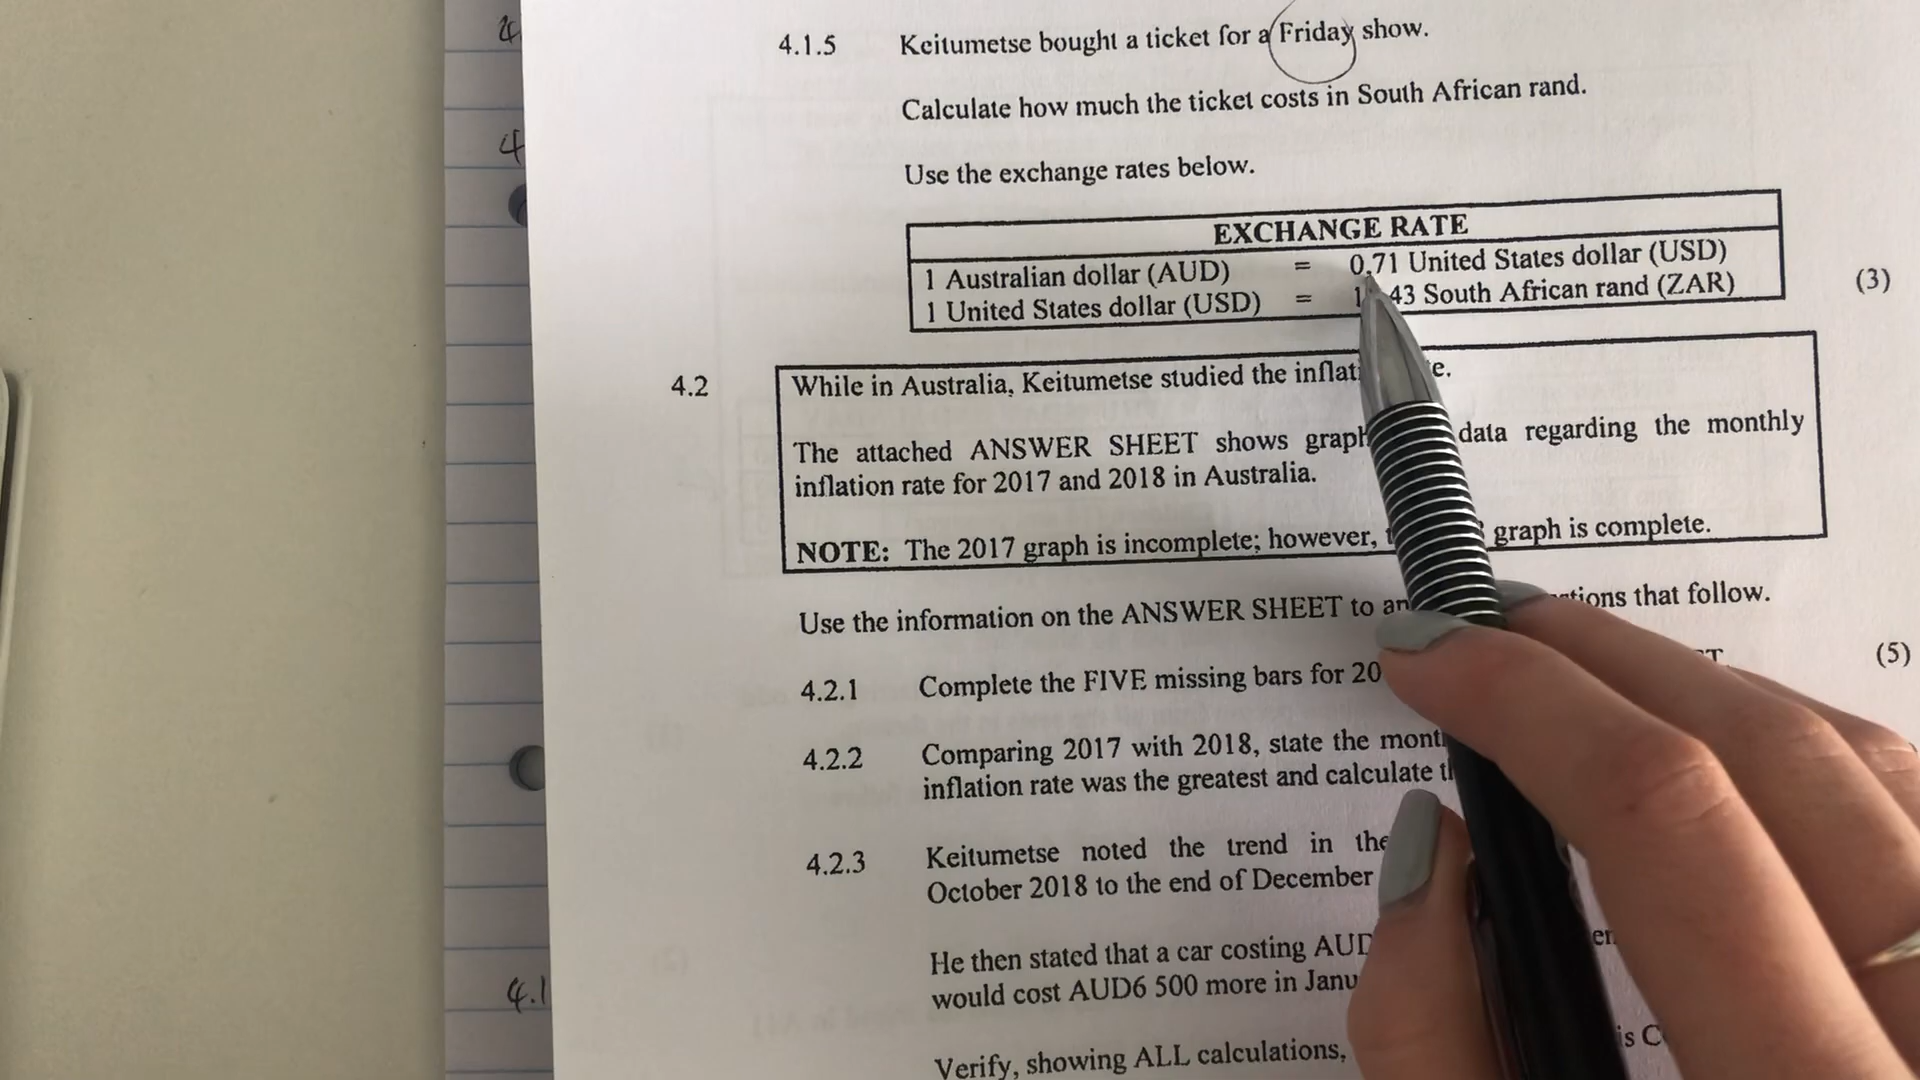 4.1.5 Keitumetse bought a ticket for a Friday show.
Calculate how much the ticket costs in South African rand.
Use the exchange rates below.
EXCHANGE RATE
1 Australian dollar (AUD) = 0,71 United States dollar (USD)
1 United States dollar (USD) = 43 South African rand (ZAR)
(3)
4.2 While in Australia, Keitumetse studied the
The attached ANSWER SHEET shows data regarding the monthly
inflation rate for 2017 and 2018 in Australia.
NOTE: The 2017 graph is incomplete; however, graph is complete.
Use the information on the ANSWER SHEET to that follow.
4.2.1 Complete the FIVE missing bars for
(5)
4.2.2 Comparing 2017 with 2018, state the
inflation rate was the greatest and calculate
4.2.3 Keitumetse noted the trend in the
October 2018 to the end of December
He then stated that a car costing
would cost AUD6 500 more in
Verify, showing ALL calculations,
is
4.1